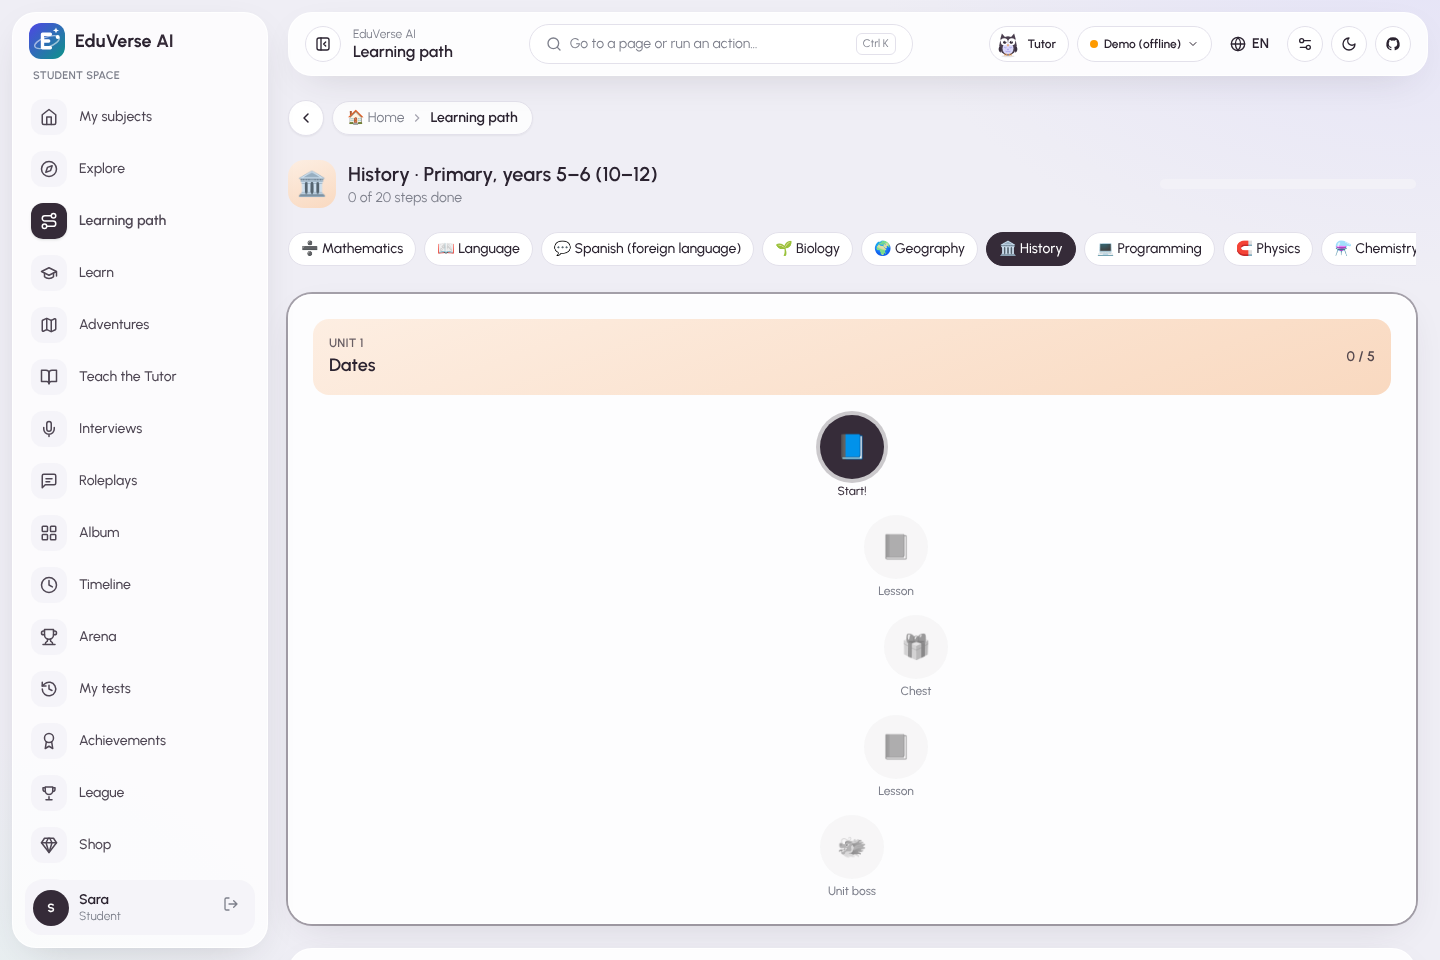 EduVerse AI
STUDENT SPACE
My subjects
Explore
Learning path
Learn
Adventures
Teach the Tutor
Interviews
Roleplays
Album
Timeline
Arena
My tests
Achievements
League
Shop
S
Sara
Student
EduVerse AI
Learning path
Go to a page or run an action...
Ctrl K
Tutor
Demo (offline)
EN
Home
Learning path
History · Primary, years 5–6 (10–12)
0 of 20 steps done
Mathematics
Language
Spanish (foreign language)
Biology
Geography
History
Programming
Physics
Chemistry
UNIT 1
Dates
0 / 5
Start!
Lesson
Chest
Lesson
Unit boss